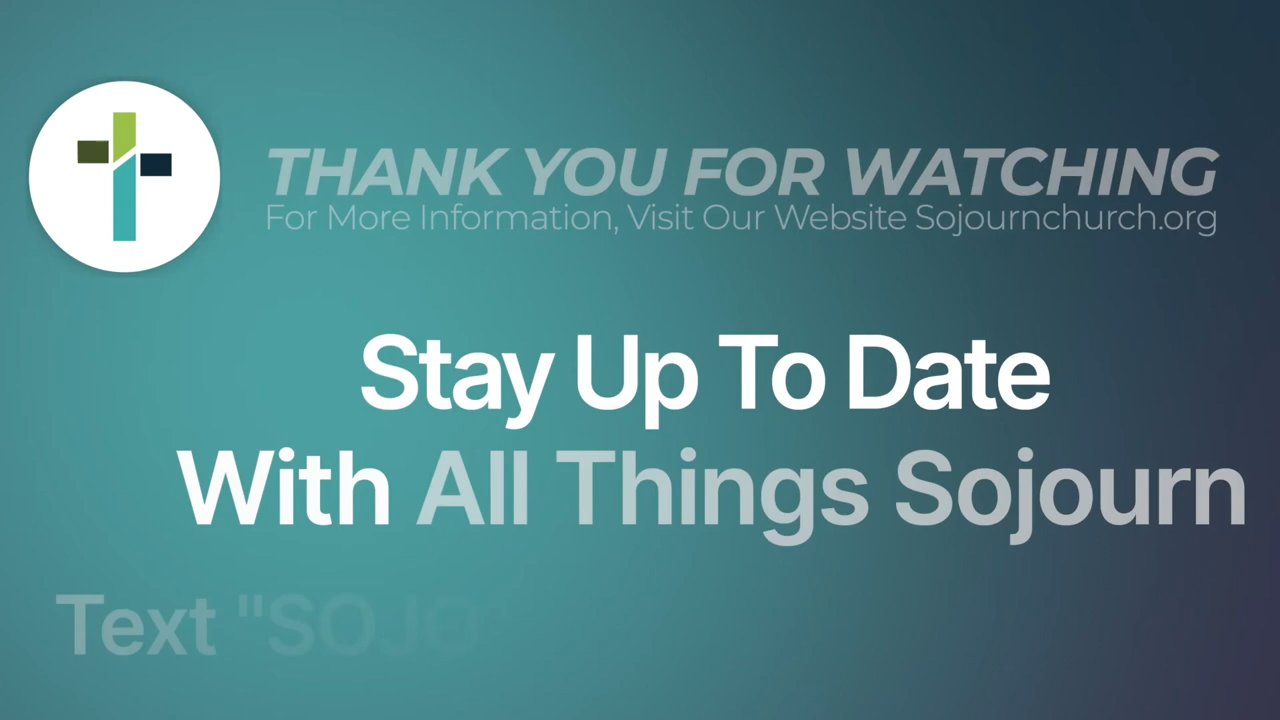 THANK YOU FOR WATCHING
For More Information, Visit Our Website Sojournchurch.org
Stay Up To Date
With All Things Sojourn
Text "SOJO